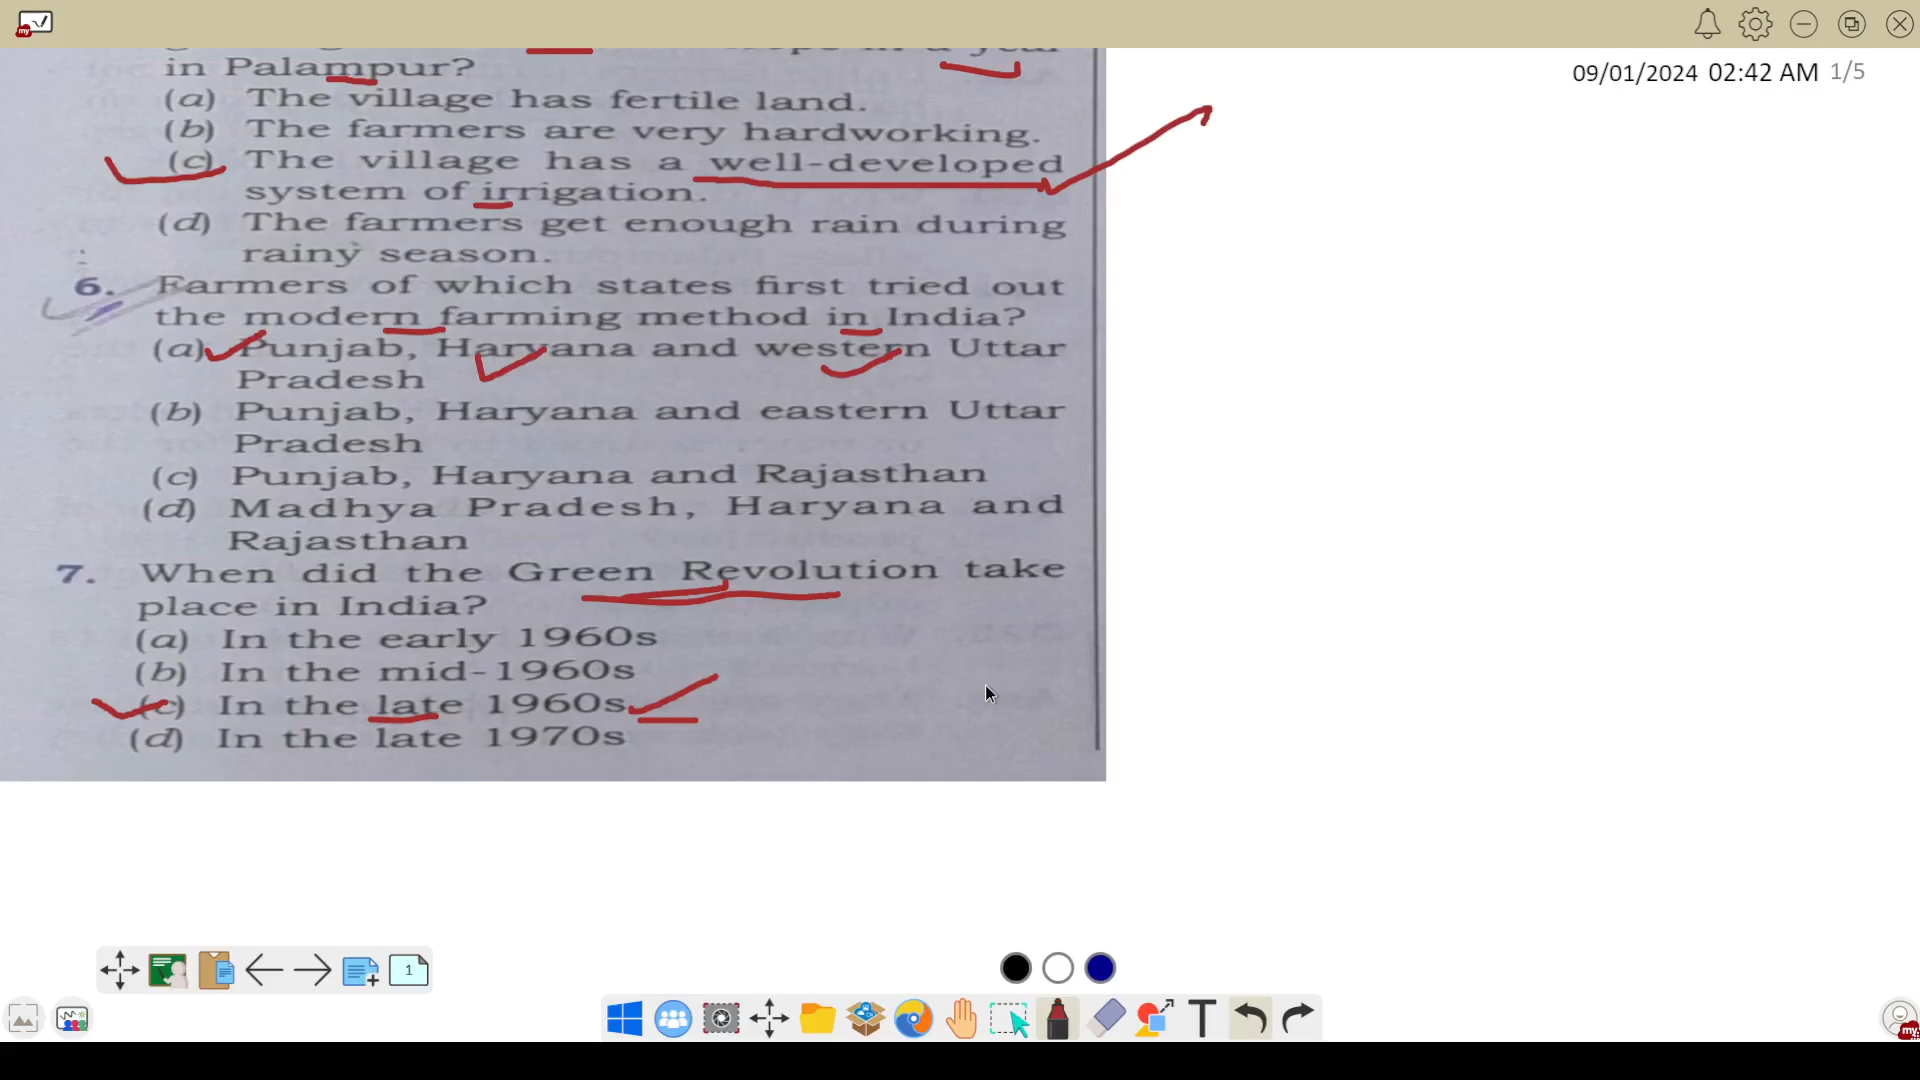 09/01/2024 02:42 AM 1/5
in a year
in Palampur?
(a) The village has fertile land.
(b) The farmers are very hardworking.
(c) The village has a well-developed
system of irrigation.
(d) The farmers get enough rain during
rainy season.
6. Farmers of which states first tried out
the modern farming method in India?
(a) Punjab, Haryana and western Uttar
Pradesh
(b) Punjab, Haryana and eastern Uttar
Pradesh
(c) Punjab, Haryana and Rajasthan
(d) Madhya Pradesh, Haryana and
Rajasthan
7. When did the Green Revolution take
place in India?
(a) In the early 1960s
(b) In the mid-1960s
(c) In the late 1960s
(d) In the late 1970s
1
T
my
my